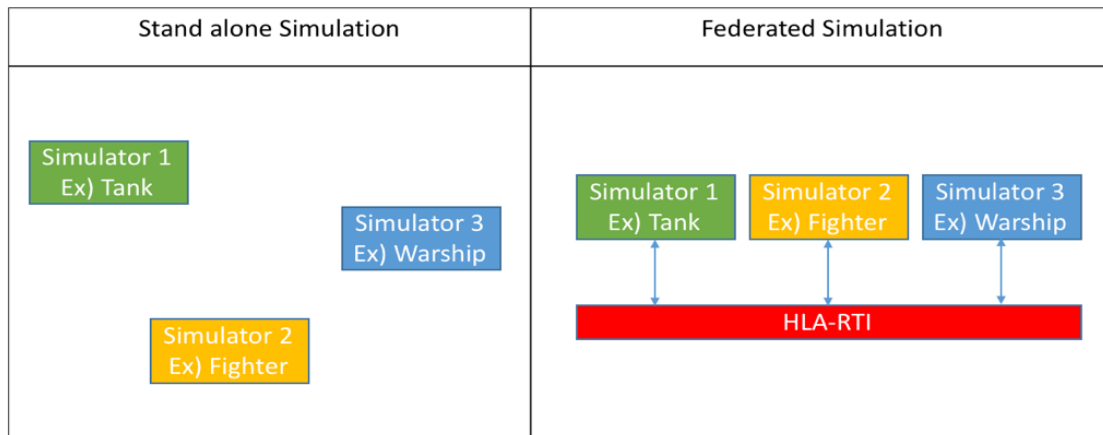 Stand alone Simulation
Federated Simulation
Simulator 1
Ex) Tank
Simulator 3
Ex) Warship
Simulator 2
Ex) Fighter
Simulator 1
Ex) Tank
Simulator 2
Ex) Fighter
Simulator 3
Ex) Warship
HLA-RTI